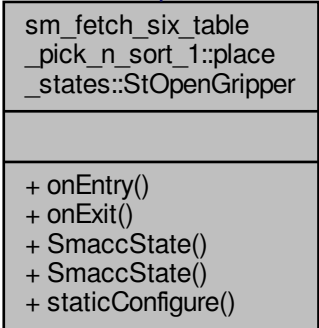 sm_fetch_six_table
_pick_n_sort_1::place
_states::StOpenGripper
+ onEntry()
+ onExit()
+ SmaccState()
+ SmaccState()
+ staticConfigure()